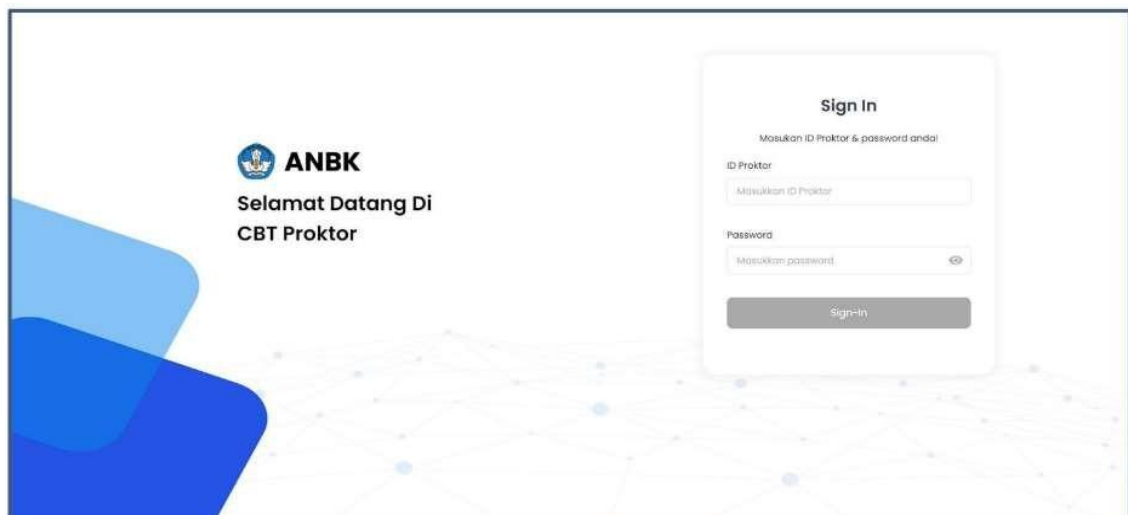 ANBK
Selamat Datang Di
CBT Proktor
Sign In
Masukan ID Proktor & password anda!
ID Proktor
Masukkan ID Proktor
Password
Masukkan password
Sign-In